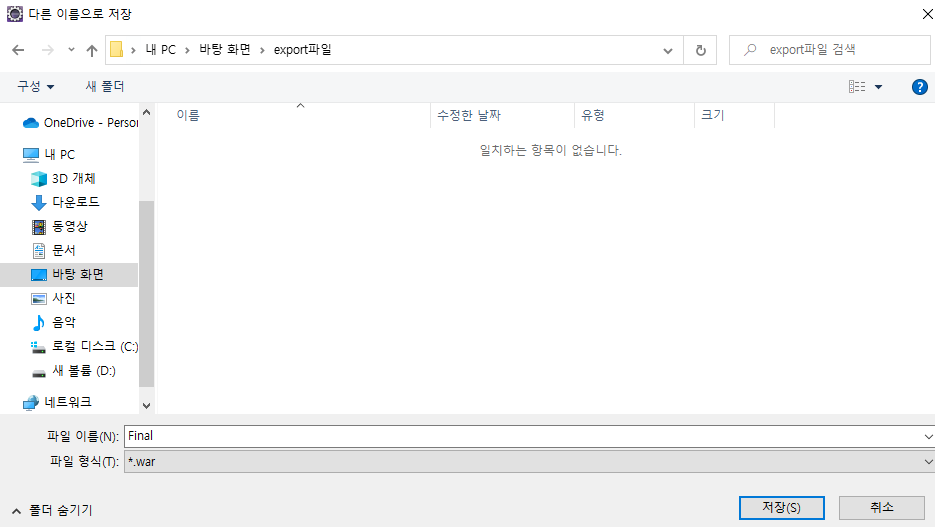 다른 이름으로 저장
내 PC > 바탕 화면 > export파일
export파일 검색
구성
새 폴더
?
이름 수정한 날짜 유형 크기
일치하는 항목이 없습니다.
OneDrive - Person
내 PC
3D 개체
다운로드
동영상
문서
바탕 화면
사진
음악
로컬 디스크 (C:)
새 볼륨 (D:)
네트워크
파일 이름(N): Final
파일 형식(T): *.war
폴더 숨기기
저장(S) 취소